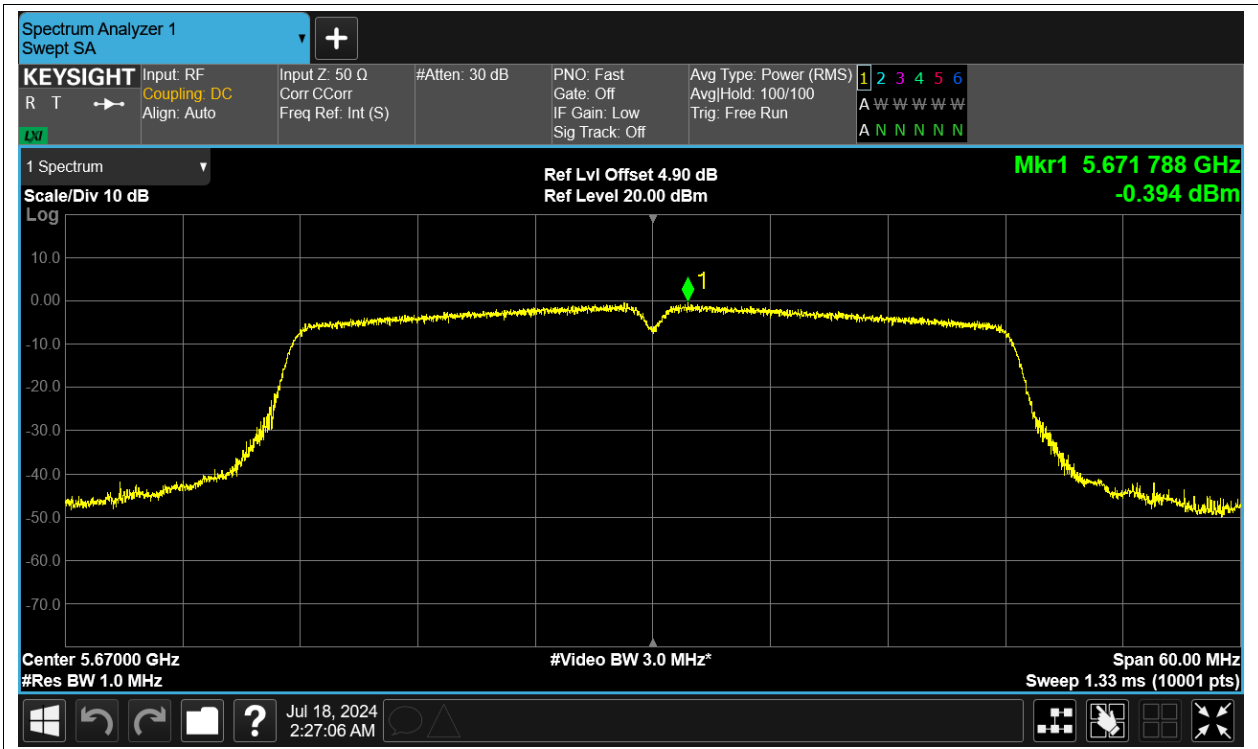 Spectrum Analyzer 1
Swept SA
KEYSIGHT
R T
LXI
Input: RF
Coupling: DC
Align: Auto
Input Z: 50 Ω
Corr CCorr
Freq Ref: Int (S)
#Atten: 30 dB
PNO: Fast
Gate: Off
IF Gain: Low
Sig Track: Off
Avg Type: Power (RMS)
Avg|Hold: 100/100
Trig: Free Run
1 2 3 4 5 6
A W W W W W
A N N N N N
1 Spectrum
Scale/Div 10 dB
Log
Ref Lvl Offset 4.90 dB
Ref Level 20.00 dBm
Mkr1 5.671 788 GHz
-0.394 dBm
1
10.0
0.00
-10.0
-20.0
-30.0
-40.0
-50.0
-60.0
-70.0
Center 5.67000 GHz
#Res BW 1.0 MHz
#Video BW 3.0 MHz*
Span 60.00 MHz
Sweep 1.33 ms (10001 pts)
?
Jul 18, 2024
2:27:06 AM